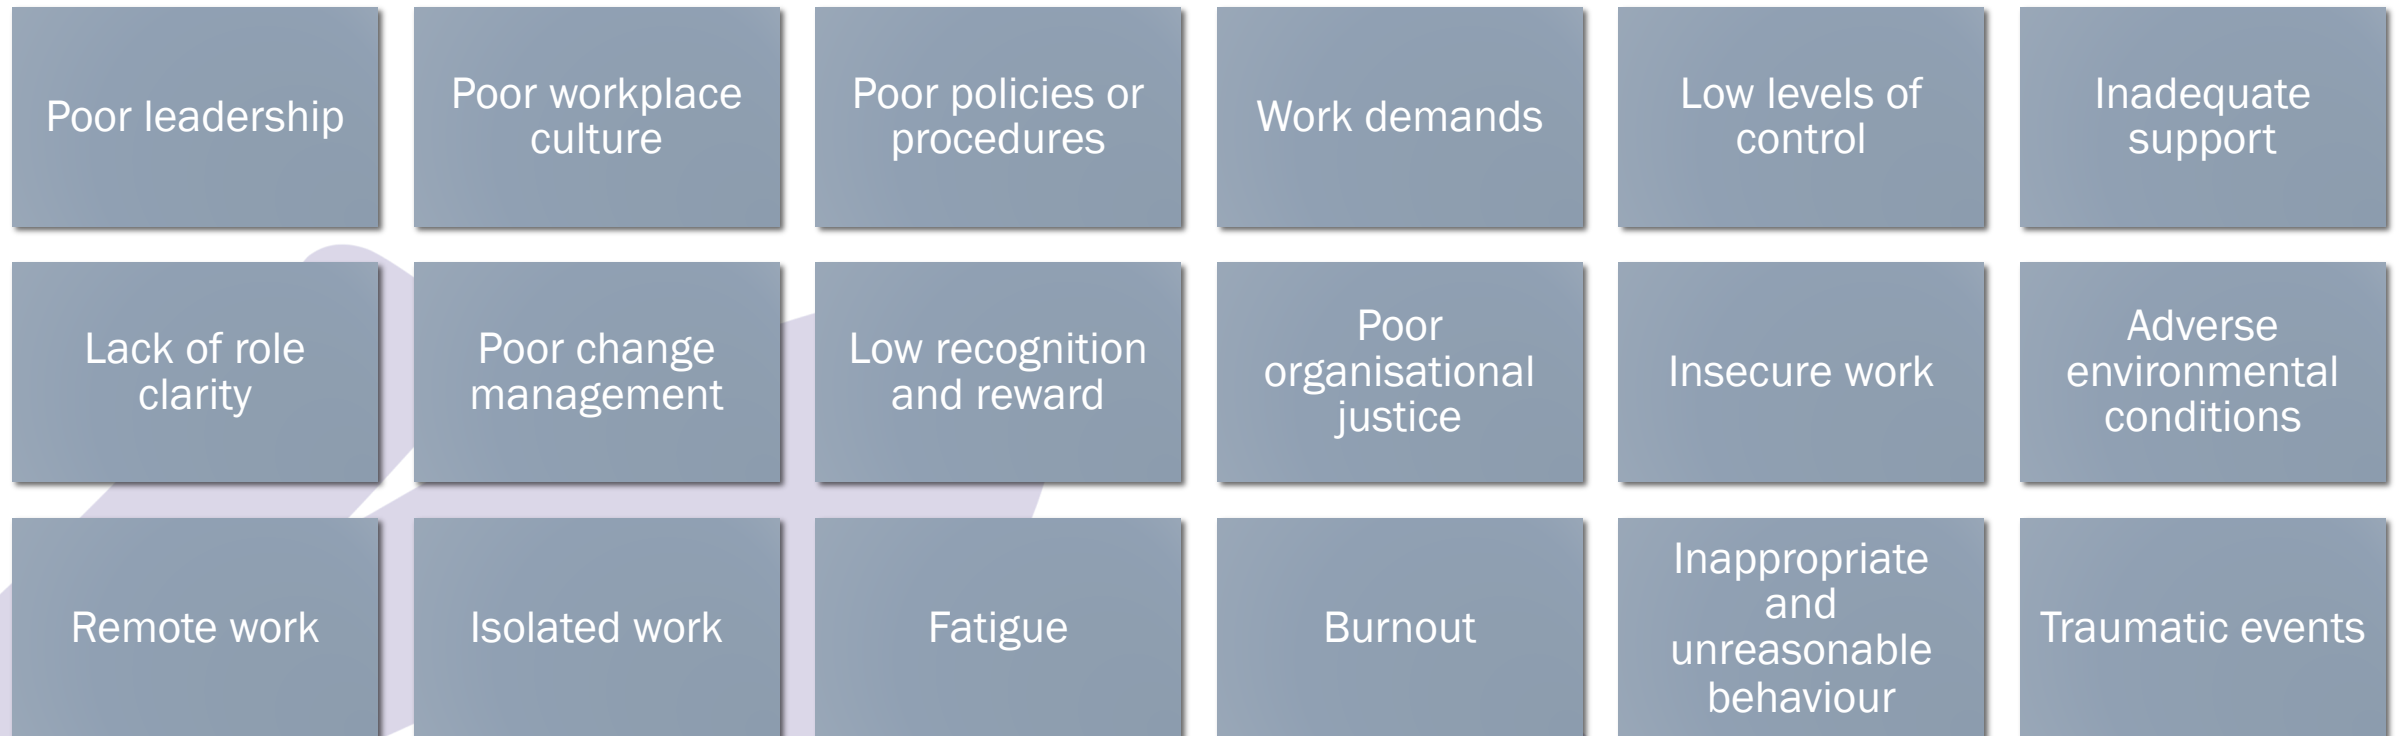 Poor leadership
Poor workplace
culture
Poor policies or
procedures
Work demands
Low levels of
control
Inadequate
support
Lack of role
clarity
Poor change
management
Low recognition
and reward
Poor
organisational
justice
Insecure work
Adverse
environmental
conditions
Remote work
Isolated work
Fatigue
Burnout
Inappropriate
and
unreasonable
behaviour
Traumatic events